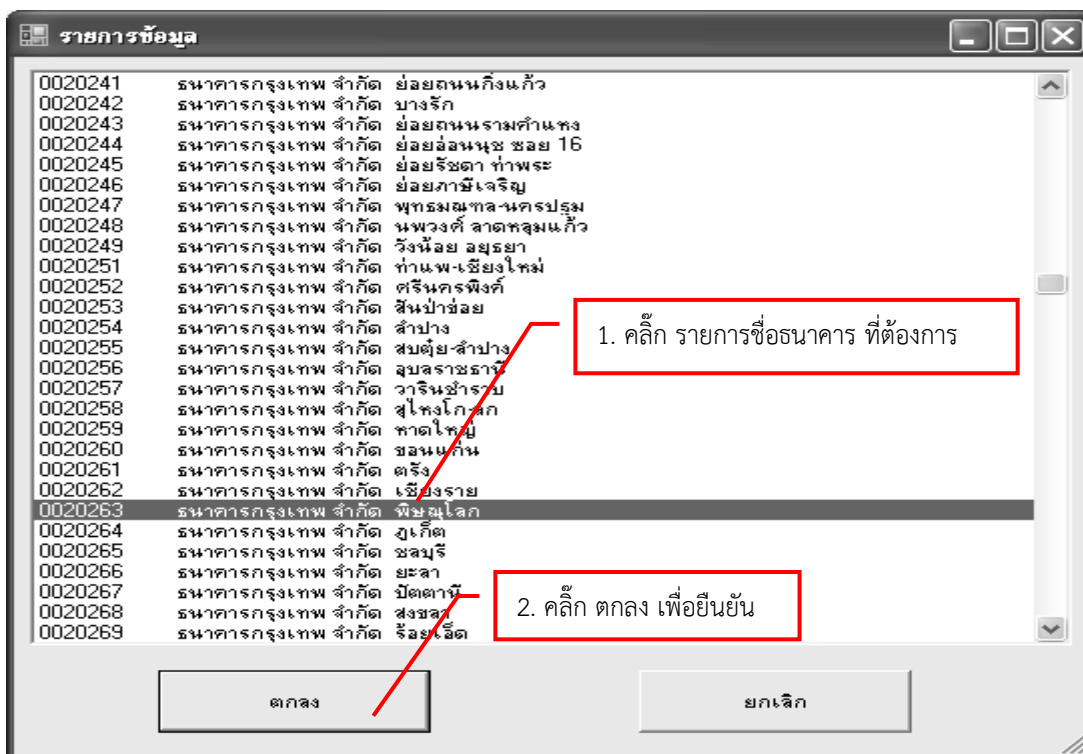 รายการข้อมูล
0020241 ธนาคารกรุงเทพ จำกัด ย่อยถนนกิ่งแก้ว
0020242 ธนาคารกรุงเทพ จำกัด บางรัก
0020243 ธนาคารกรุงเทพ จำกัด ย่อยถนนรามคำแหง
0020244 ธนาคารกรุงเทพ จำกัด ย่อยอ่อนนุช ซอย 16
0020245 ธนาคารกรุงเทพ จำกัด ย่อยรัชดา ท่าพระ
0020246 ธนาคารกรุงเทพ จำกัด ย่อยภาษีเจริญ
0020247 ธนาคารกรุงเทพ จำกัด พุทธมณฑล-นครปฐม
0020248 ธนาคารกรุงเทพ จำกัด นพวงศ์ ลาดหลุมแก้ว
0020249 ธนาคารกรุงเทพ จำกัด วังน้อย อยุธยา
0020251 ธนาคารกรุงเทพ จำกัด ท่าแพ-เชียงใหม่
0020252 ธนาคารกรุงเทพ จำกัด ศรีนครพิงค์
0020253 ธนาคารกรุงเทพ จำกัด สันป่าข่อย
0020254 ธนาคารกรุงเทพ จำกัด ลำปาง
1. คลิ๊ก รายการชื่อธนาคาร ที่ต้องการ
0020255 ธนาคารกรุงเทพ จำกัด สบตุ๋ย-ลำปาง
0020256 ธนาคารกรุงเทพ จำกัด อุบลราชธานี
0020257 ธนาคารกรุงเทพ จำกัด วารินชำราบ
0020258 ธนาคารกรุงเทพ จำกัด สุไหงโก-ลก
0020259 ธนาคารกรุงเทพ จำกัด หาดใหญ่
0020260 ธนาคารกรุงเทพ จำกัด ขอนแก่น
0020261 ธนาคารกรุงเทพ จำกัด ตรัง
0020262 ธนาคารกรุงเทพ จำกัด เชียงราย
0020263 ธนาคารกรุงเทพ จำกัด พิษณุโลก
0020264 ธนาคารกรุงเทพ จำกัด ภูเก็ต
0020265 ธนาคารกรุงเทพ จำกัด ชลบุรี
0020266 ธนาคารกรุงเทพ จำกัด ยะลา
0020267 ธนาคารกรุงเทพ จำกัด ปัตตานี
2. คลิ๊ก ตกลง เพื่อยืนยัน
0020268 ธนาคารกรุงเทพ จำกัด สงขลา
0020269 ธนาคารกรุงเทพ จำกัด ร้อยเอ็ด
ตกลง
ยกเลิก